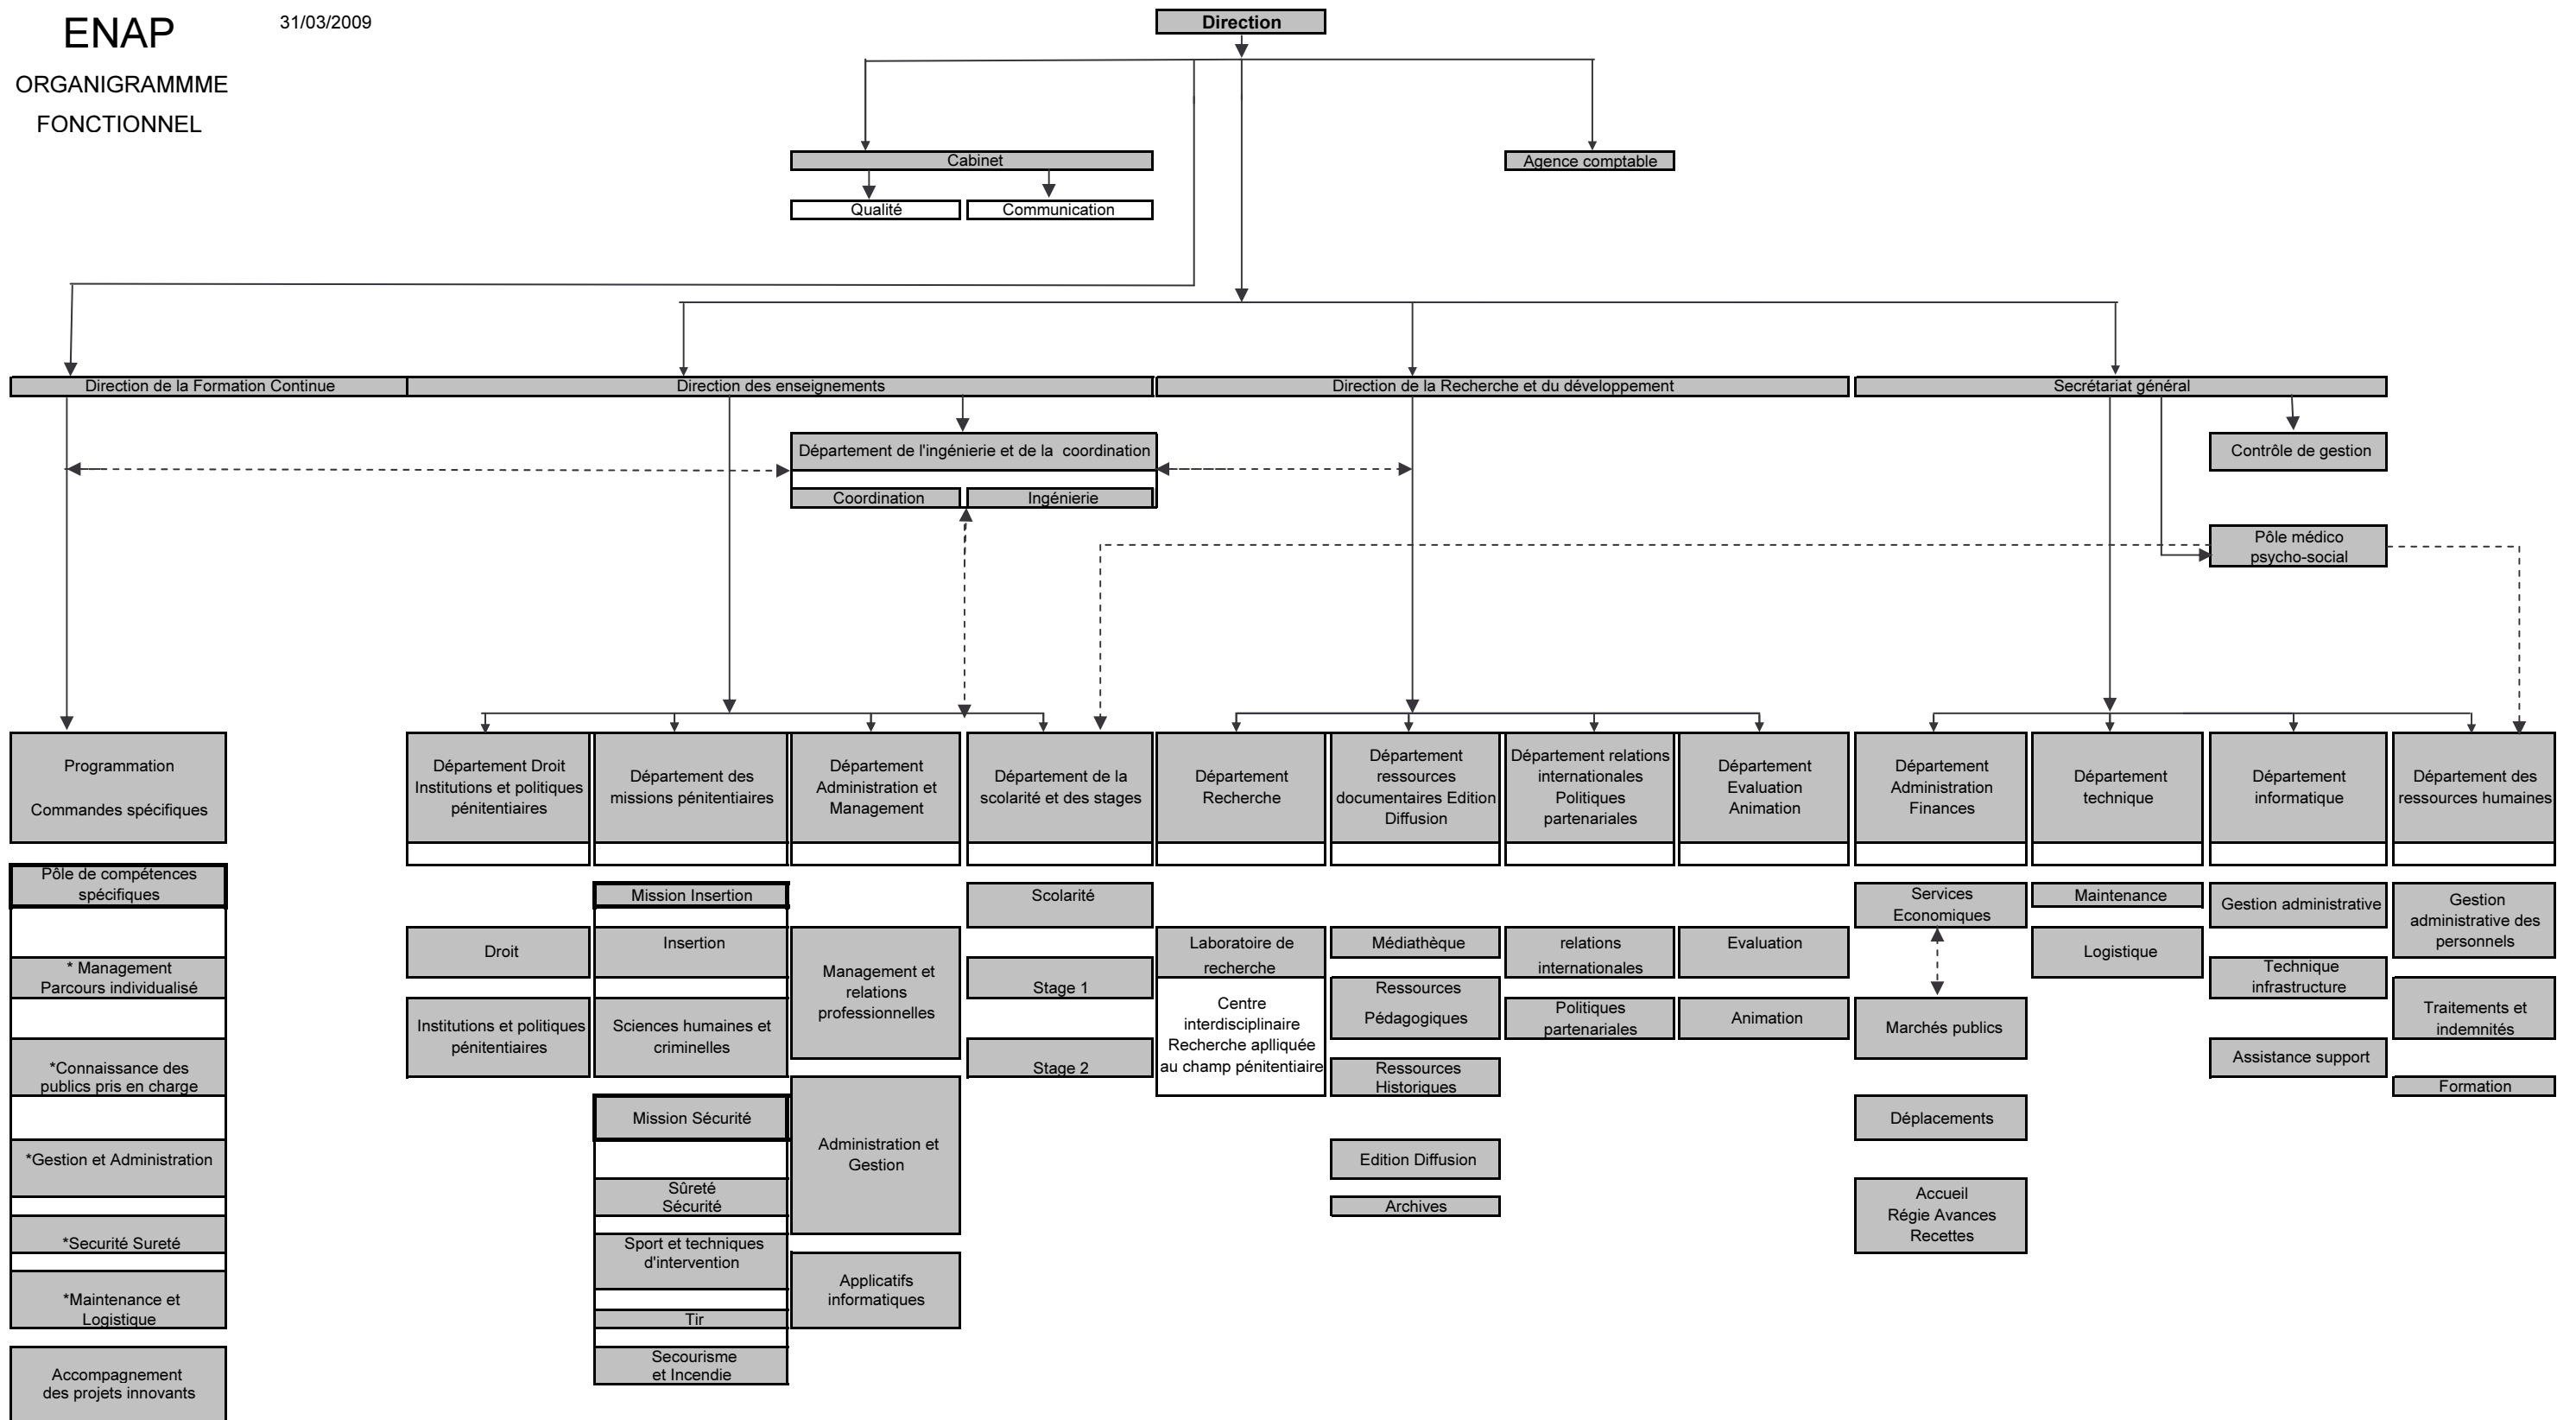 ENAP
31/03/2009
ORGANIGRAMMME
FONCTIONNEL
Direction
Cabinet
Agence comptable
Qualité
Communication
Direction de la Formation Continue
Direction des enseignements
Direction de la Recherche et du développement
Secrétariat général
Département de l'ingénierie et de la coordination
Coordination
Ingénierie
Contrôle de gestion
Pôle médico
psycho-social
Programmation
Commandes spécifiques
Département Droit
Institutions et politiques
pénitentiaires
Département des
missions pénitentiaires
Département
Administration et
Management
Département de la
scolarité et des stages
Département
Recherche
Département
ressources
documentaires Edition
Diffusion
Département relations
internationales
Politiques
partenariales
Département
Evaluation
Animation
Département
Administration
Finances
Département
technique
Département
informatique
Département des
ressources humaines
Pôle de compétences
spécifiques
* Management
Parcours individualisé
*Connaissance des
publics pris en charge
*Gestion et Administration
*Securité Sureté
*Maintenance et
Logistique
Accompagnement
des projets innovants
Droit
Institutions et politiques
pénitentiaires
Mission Insertion
Insertion
Sciences humaines et
criminelles
Mission Sécurité
Sûreté
Sécurité
Sport et techniques
d'intervention
Tir
Secourisme
et Incendie
Management et
relations
professionnelles
Administration et
Gestion
Applicatifs
informatiques
Scolarité
Stage 1
Stage 2
Laboratoire de
recherche
Centre
interdisciplinaire
Recherche apliquée
au champ pénitentiaire
Médiathèque
Ressources
Pédagogiques
Ressources
Historiques
Edition Diffusion
Archives
relations
internationales
Politiques
partenariales
Evaluation
Animation
Services
Economiques
Marchés publics
Déplacements
Accueil
Régie Avances
Recettes
Maintenance
Logistique
Gestion administrative
Technique
infrastructure
Assistance support
Gestion
administrative des
personnels
Traitements et
indemnités
Formation